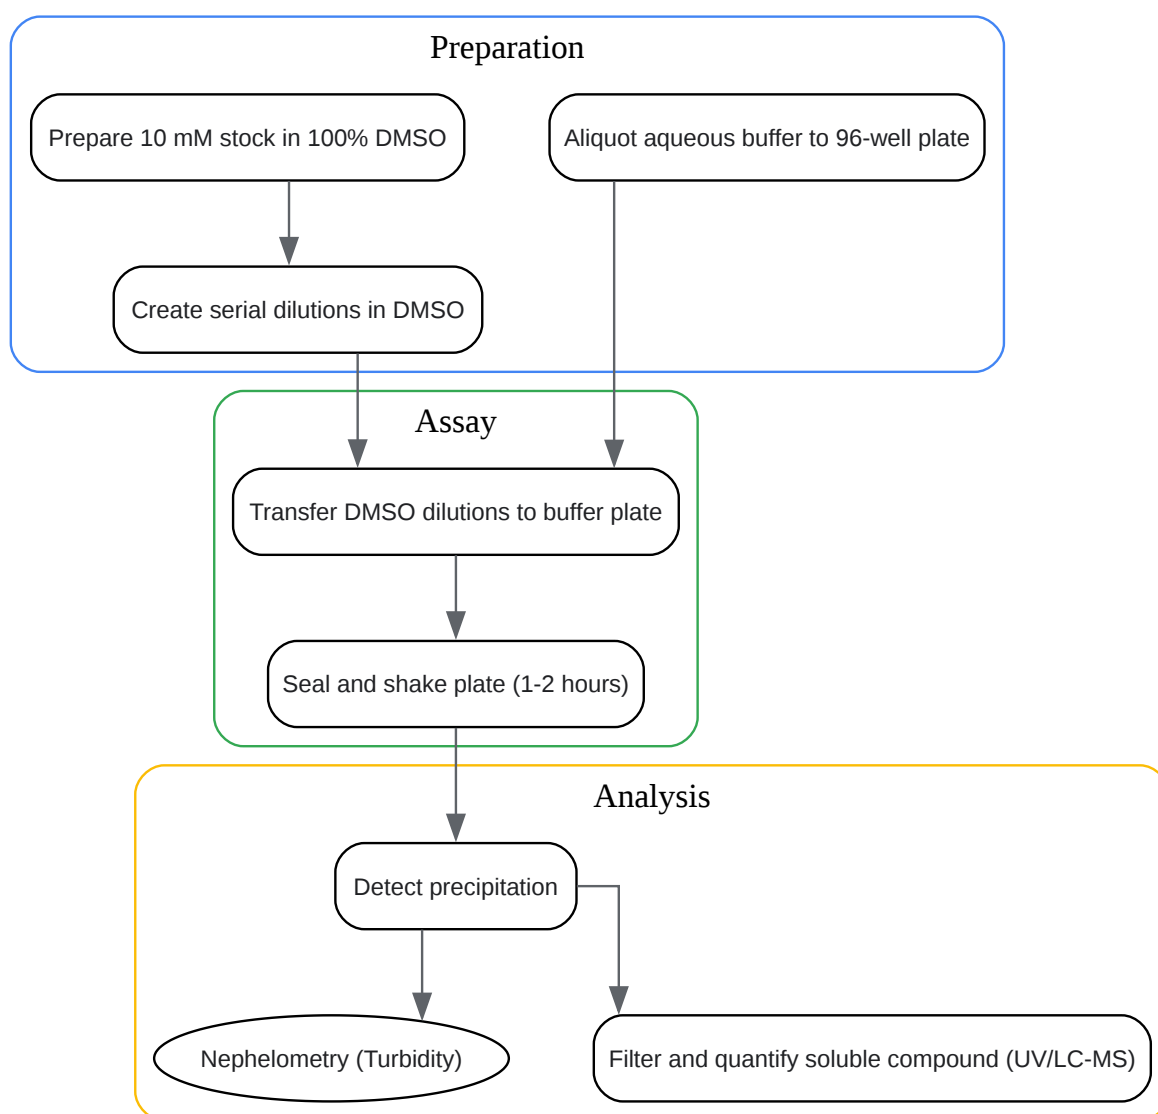 Preparation
Prepare 10 mM stock in 100% DMSO
Aliquot aqueous buffer to 96-well plate
Create serial dilutions in DMSO
Assay
Transfer DMSO dilutions to buffer plate
Seal and shake plate (1-2 hours)
Analysis
Detect precipitation
Nephelometry (Turbidity)
Filter and quantify soluble compound (UV/LC-MS)